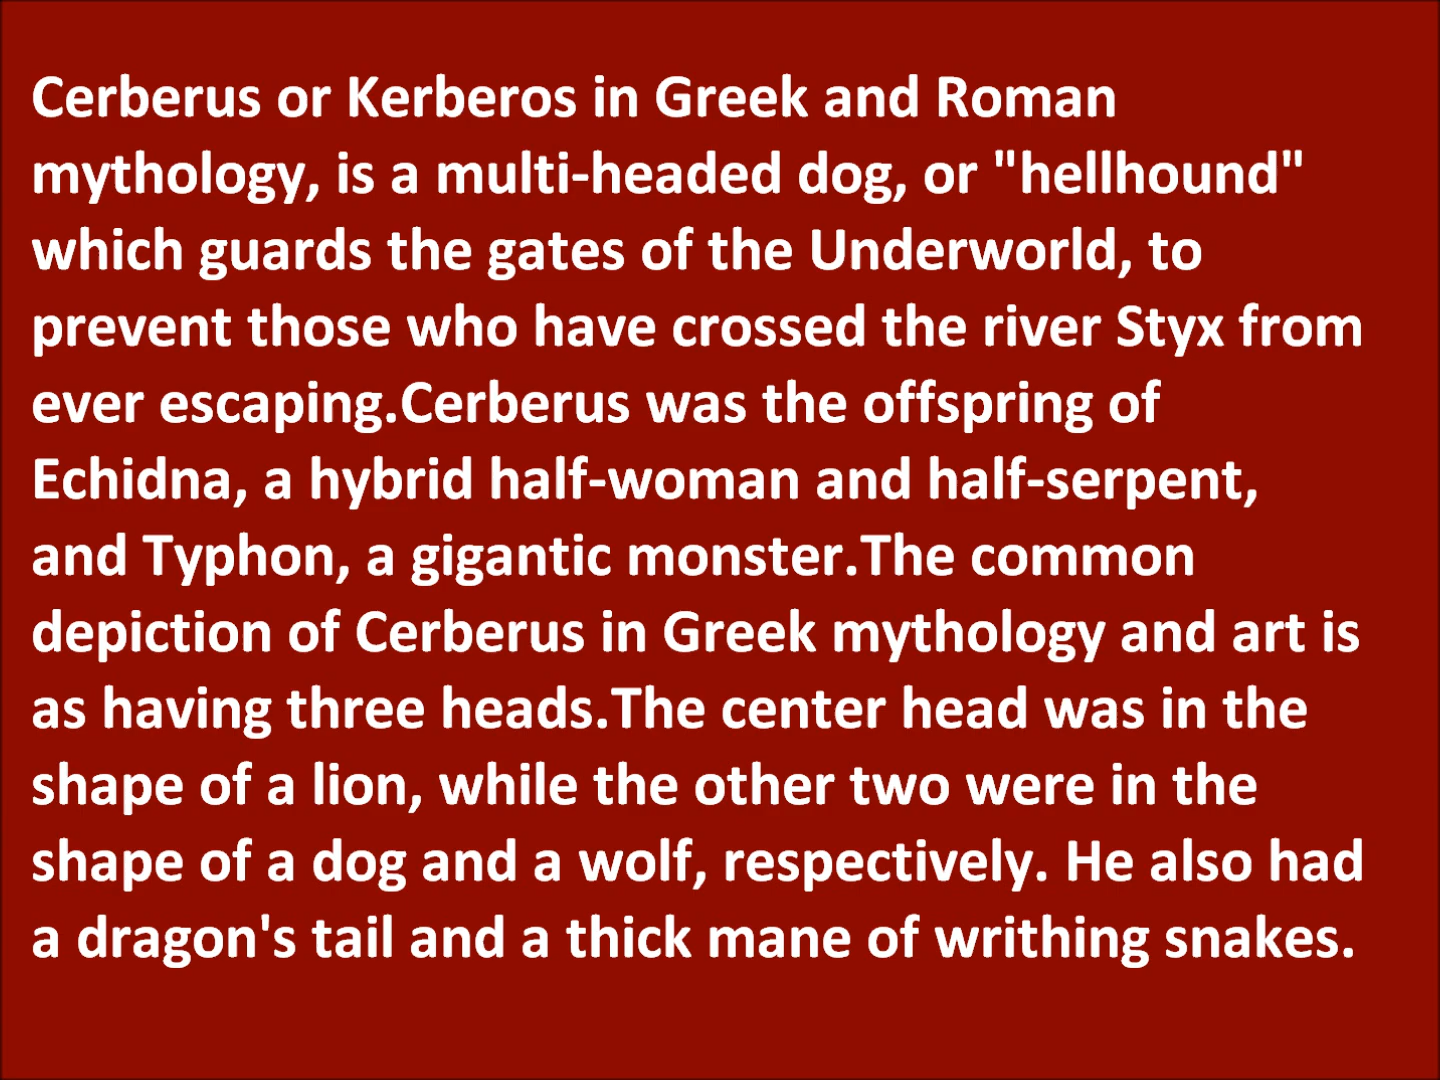 Cerberus or Kerberos in Greek and Roman
mythology, is a multi-headed dog, or "hellhound"
which guards the gates of the Underworld, to
prevent those who have crossed the river Styx from
ever escaping.Cerberus was the offspring of
Echidna, a hybrid half-woman and half-serpent,
and Typhon, a gigantic monster.The common
depiction of Cerberus in Greek mythology and art is
as having three heads.The center head was in the
shape of a lion, while the other two were in the
shape of a dog and a wolf, respectively. He also had
a dragon's tail and a thick mane of writhing snakes.